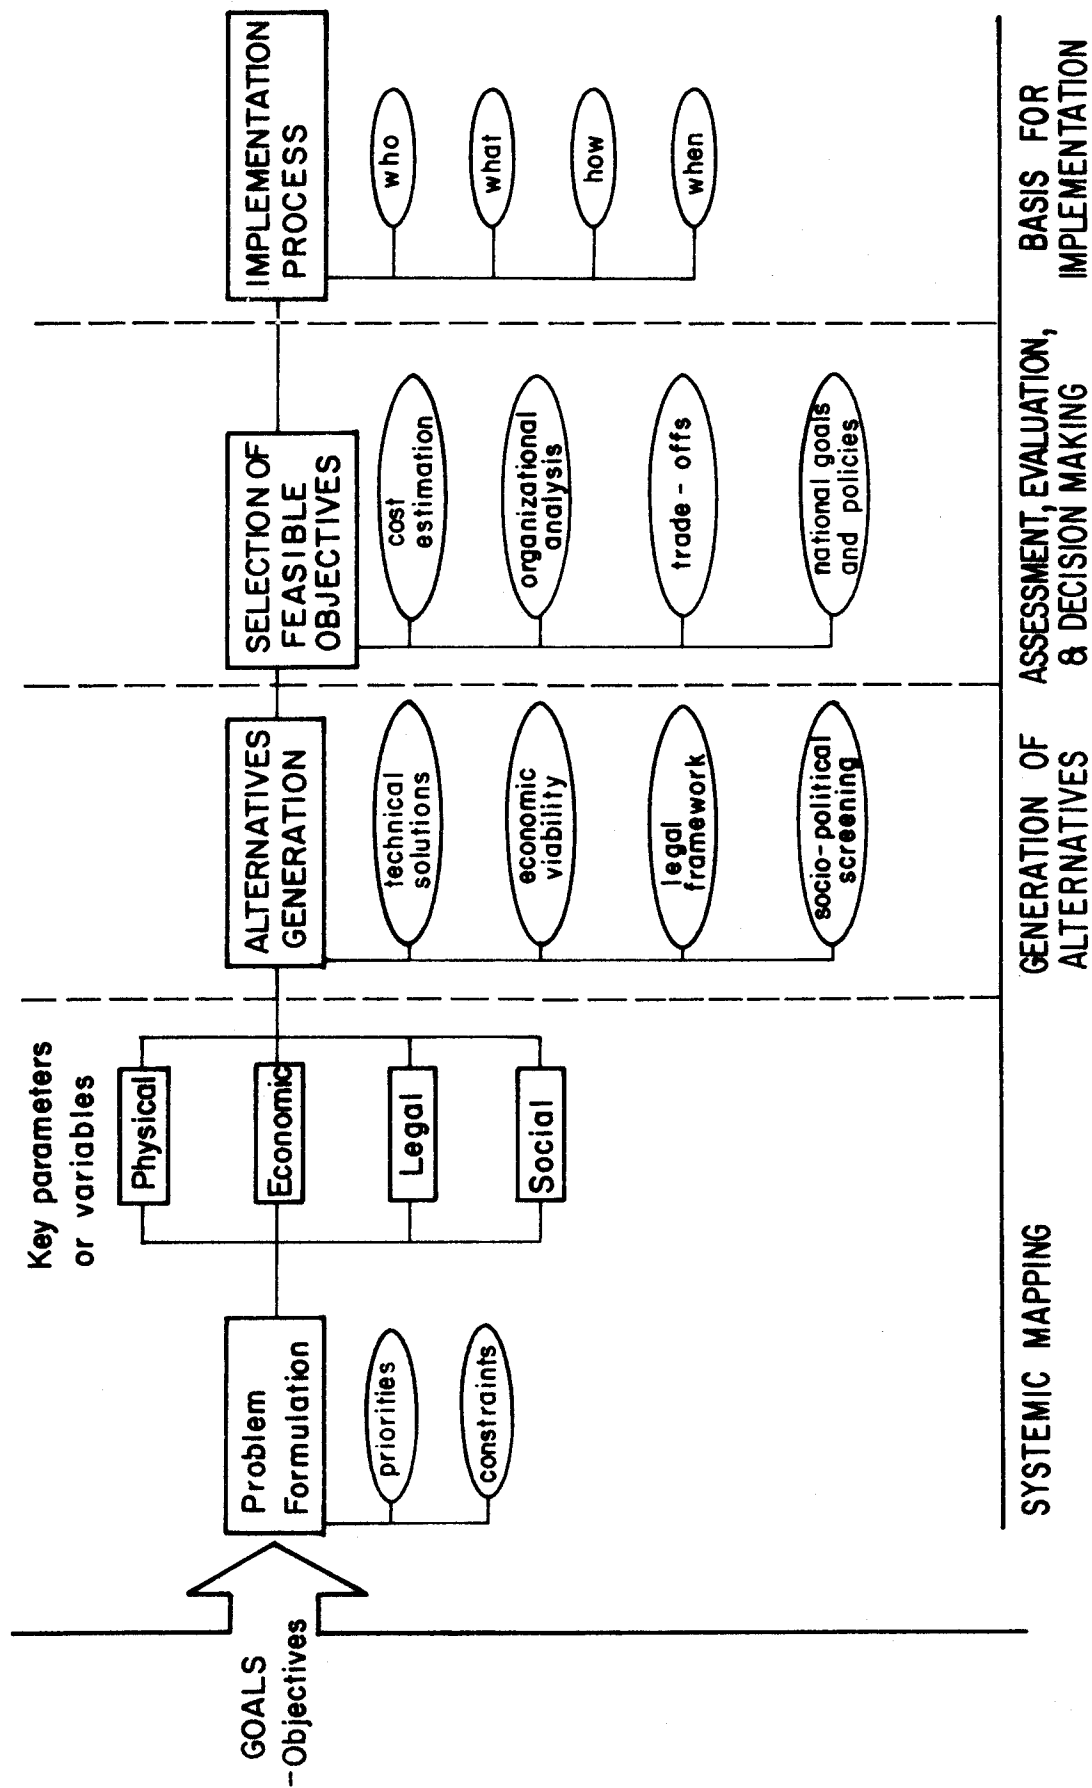 GOALS
-Objectives
Problem
Formulation
priorities
constraints
Key parameters
or variables
Physical
Economic
Legal
Social
ALTERNATIVES
GENERATION
technical
solutions
economic
viability
legal
framework
socio-political
screening
SELECTION OF
FEASIBLE
OBJECTIVES
cost
estimation
organizational
analysis
trade - offs
national goals
and policies
IMPLEMENTATION
PROCESS
who
what
how
when
SYSTEMIC MAPPING
GENERATION OF
ALTERNATIVES
ASSESSMENT, EVALUATION,
& DECISION MAKING
BASIS FOR
IMPLEMENTATION